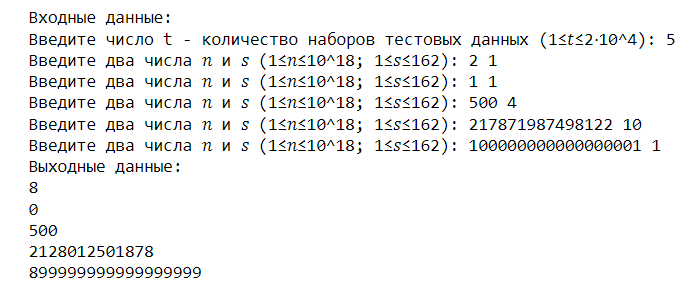 Входные данные:
Введите число t - количество наборов тестовых данных (1≤𝑡≤2⋅10^4): 5
Введите два числа 𝑛 и 𝑠 (1≤𝑛≤10^18; 1≤𝑠≤162): 2 1
Введите два числа 𝑛 и 𝑠 (1≤𝑛≤10^18; 1≤𝑠≤162): 1 1
Введите два числа 𝑛 и 𝑠 (1≤𝑛≤10^18; 1≤𝑠≤162): 500 4
Введите два числа 𝑛 и 𝑠 (1≤𝑛≤10^18; 1≤𝑠≤162): 217871987498122 10
Введите два числа 𝑛 и 𝑠 (1≤𝑛≤10^18; 1≤𝑠≤162): 100000000000000001 1
Выходные данные:
8
0
500
2128012501878
899999999999999999